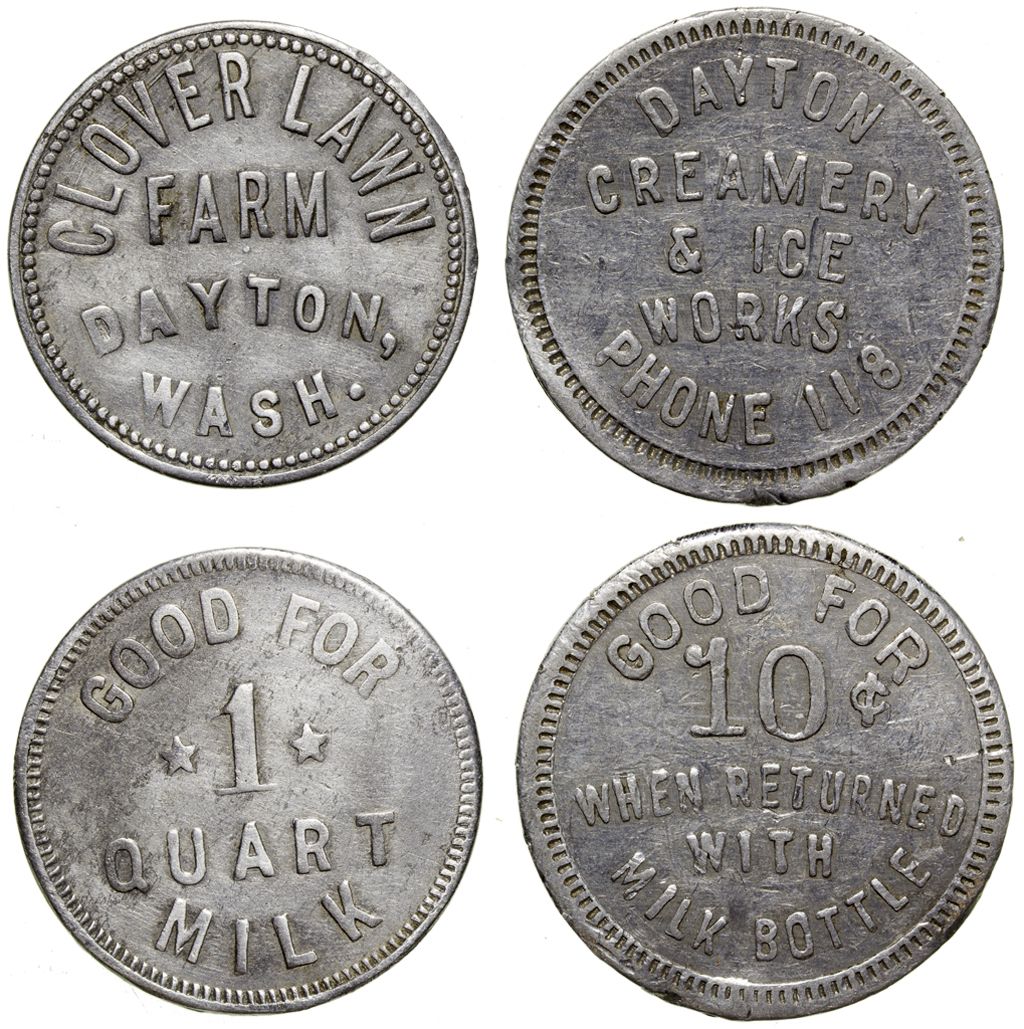 CLOVER LAWN
FARM
DAYTON,
WASH.
DAYTON
CREAMERY
& ICE
WORKS
PHONE 118
GOOD FOR
1
QUART
MILK
GOOD FOR
10¢
WHEN RETURNED
WITH
MILK BOTTLE